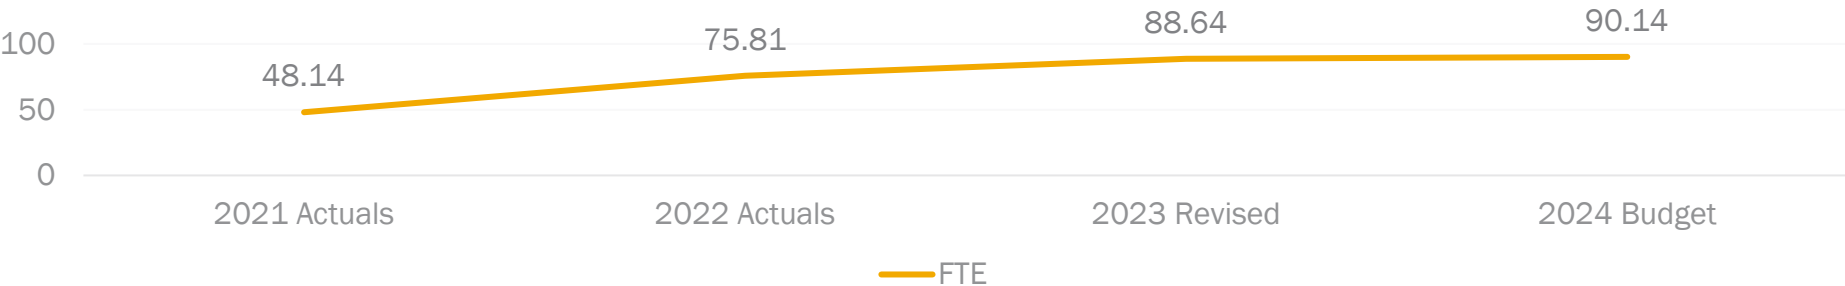 100
50
0
48.14
75.81
88.64
90.14
2021 Actuals
2022 Actuals
2023 Revised
2024 Budget
FTE